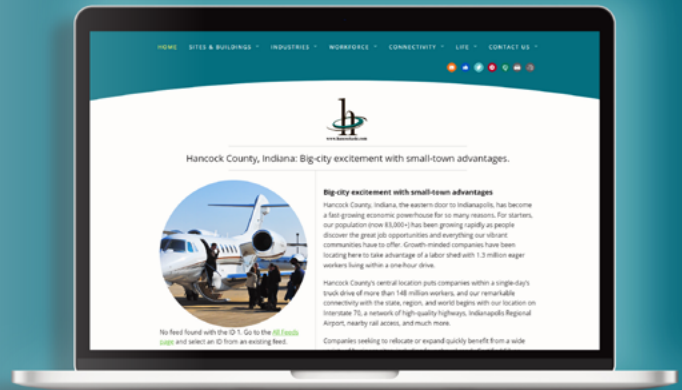 HOME SITES & BUILDINGS INDUSTRIES WORKFORCE CONNECTIVITY LIFE CONTACT US
h
Hancock County, Indiana: Big-city excitement with small-town advantages.
Big-city excitement with small-town advantages
Hancock County, Indiana, the eastern door to Indianapolis, has become
a fast-growing economic powerhouse for so many reasons. For starters,
our population (now 83,000+) has been growing rapidly as people
discover the great job opportunities and everything our vibrant
communities have to offer. Growth-minded companies have been
locating here to take advantage of a labor shed with 1.3 million eager
workers living within a one-hour drive.
Hancock County's central location puts companies within a single-day's
truck drive of more than 148 million workers, and our remarkable
connectivity with the state, region, and world begins with our location on
Interstate 70, a network of high-quality highways, Indianapolis Regional
Airport, nearby rail access, and much more.
Companies seeking to relocate or expand quickly benefit from a wide
No feed found with the ID 1. Go to the All Feeds
page and select an ID from an existing feed.